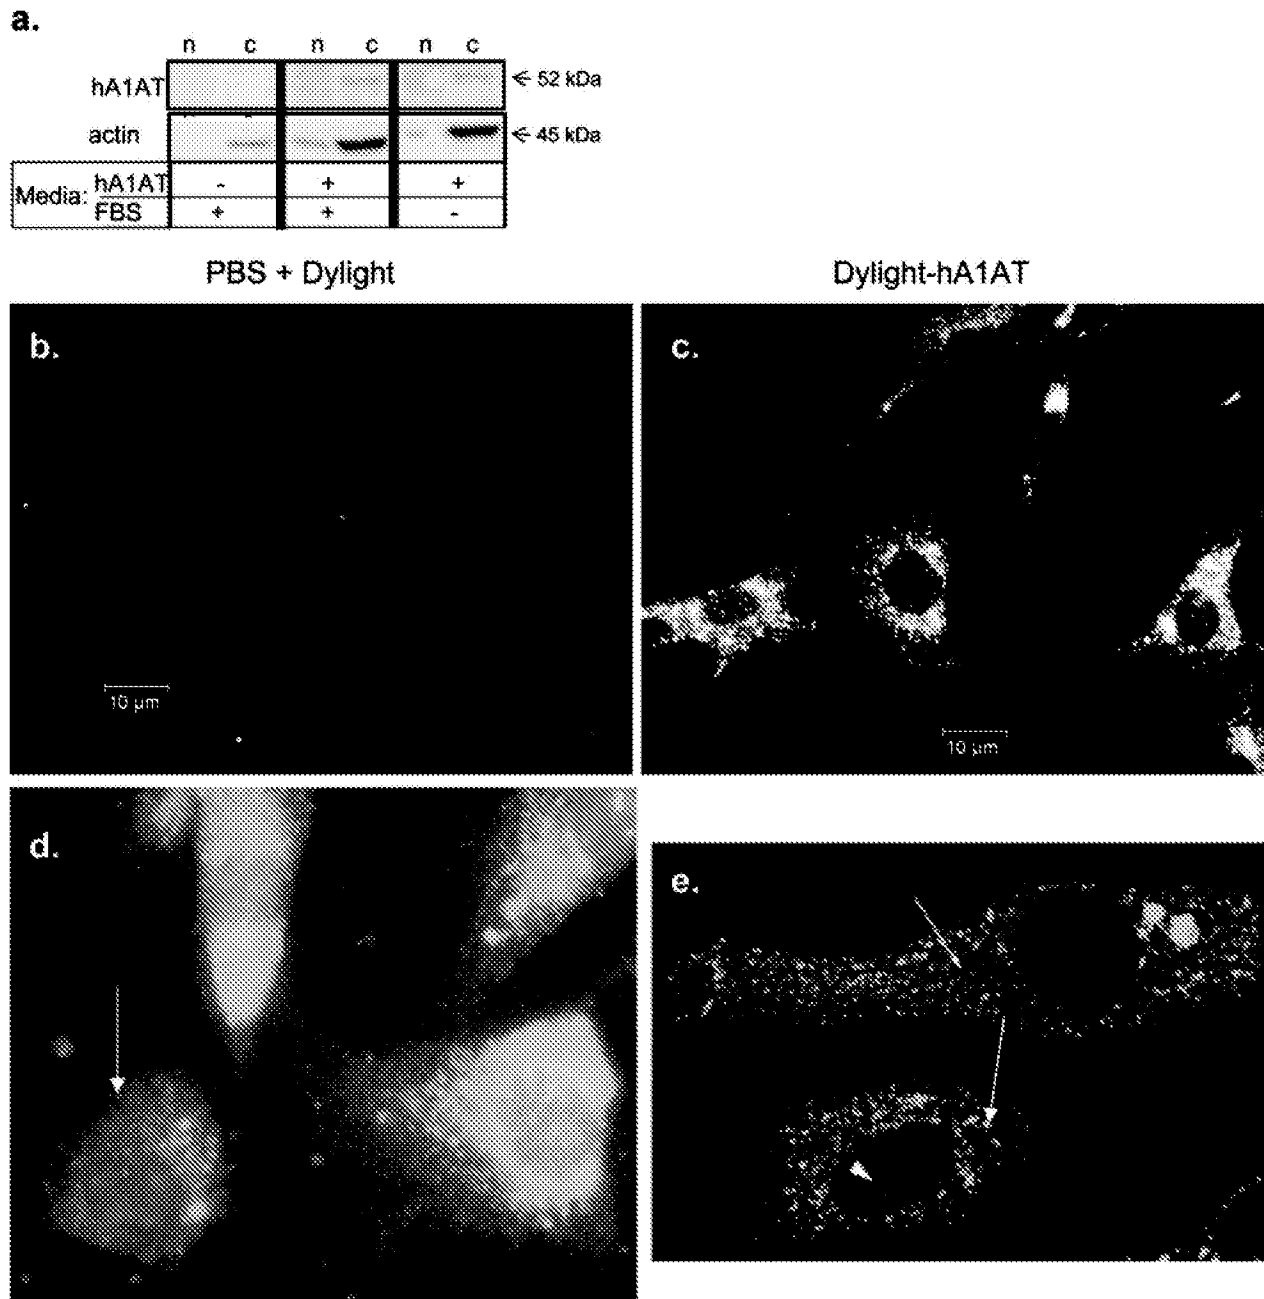 a.
n c n c n c
hA1AT ← 52 kDa
actin ← 45 kDa
Media: hA1AT - + +
FBS + + -
PBS + Dylight Dylight-hA1AT
b. c.
10 µm
10 µm
d.
e.